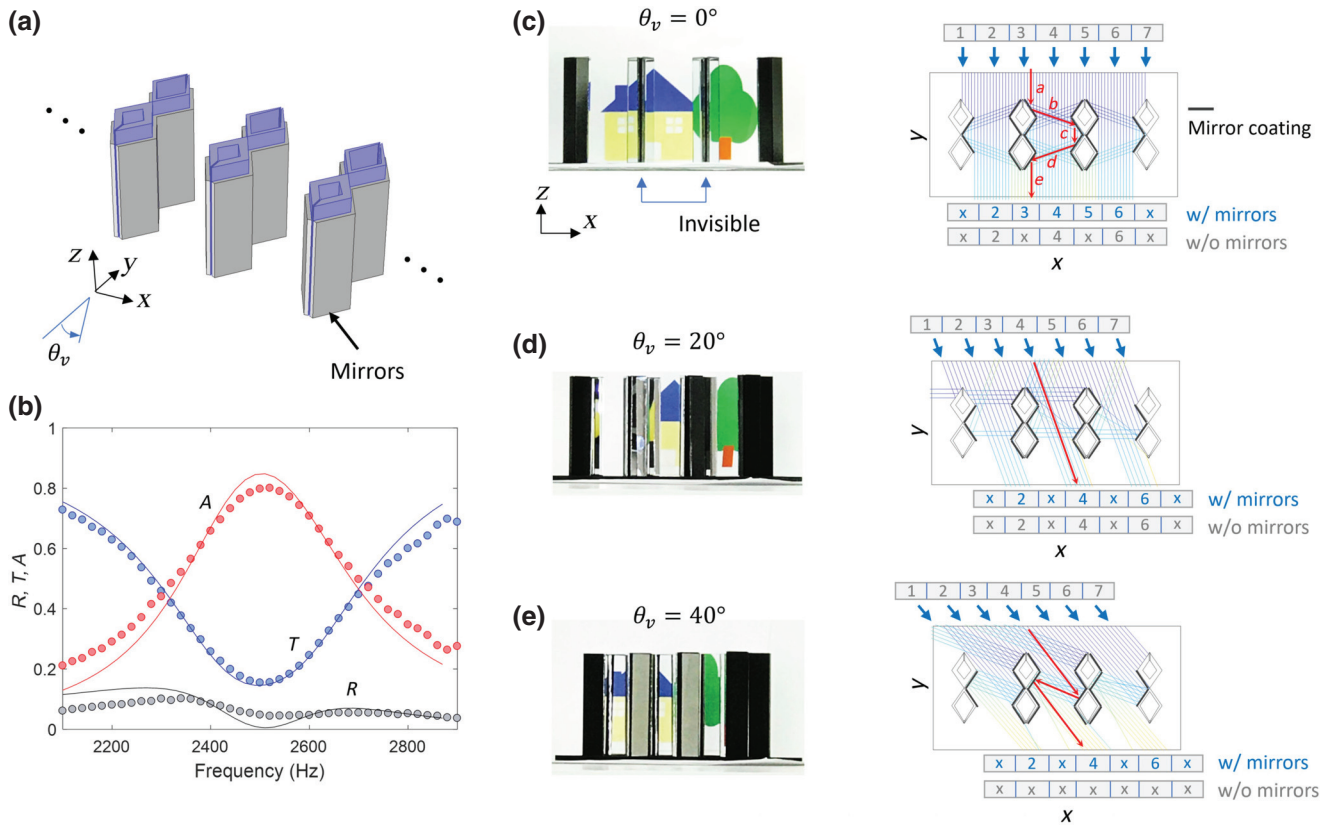 (a)
z
y
x
θv
Mirrors
(b)
1
0.8
0.6
0.4
0.2
0
R, T, A
A
T
R
2200 2400 2600 2800
Frequency (Hz)
(c)
θv = 0°
z
x
Invisible
1 2 3 4 5 6 7
a
b
c
d
e
y
Mirror coating
x 2 3 4 5 6 x w/ mirrors
x 2 x 4 x 6 x w/o mirrors
x
(d)
θv = 20°
1 2 3 4 5 6 7
y
x 2 x 4 x 6 x w/ mirrors
x 2 x 4 x 6 x w/o mirrors
x
(e)
θv = 40°
1 2 3 4 5 6 7
y
x 2 x 4 x 6 x w/ mirrors
x x x x x x x w/o mirrors
x